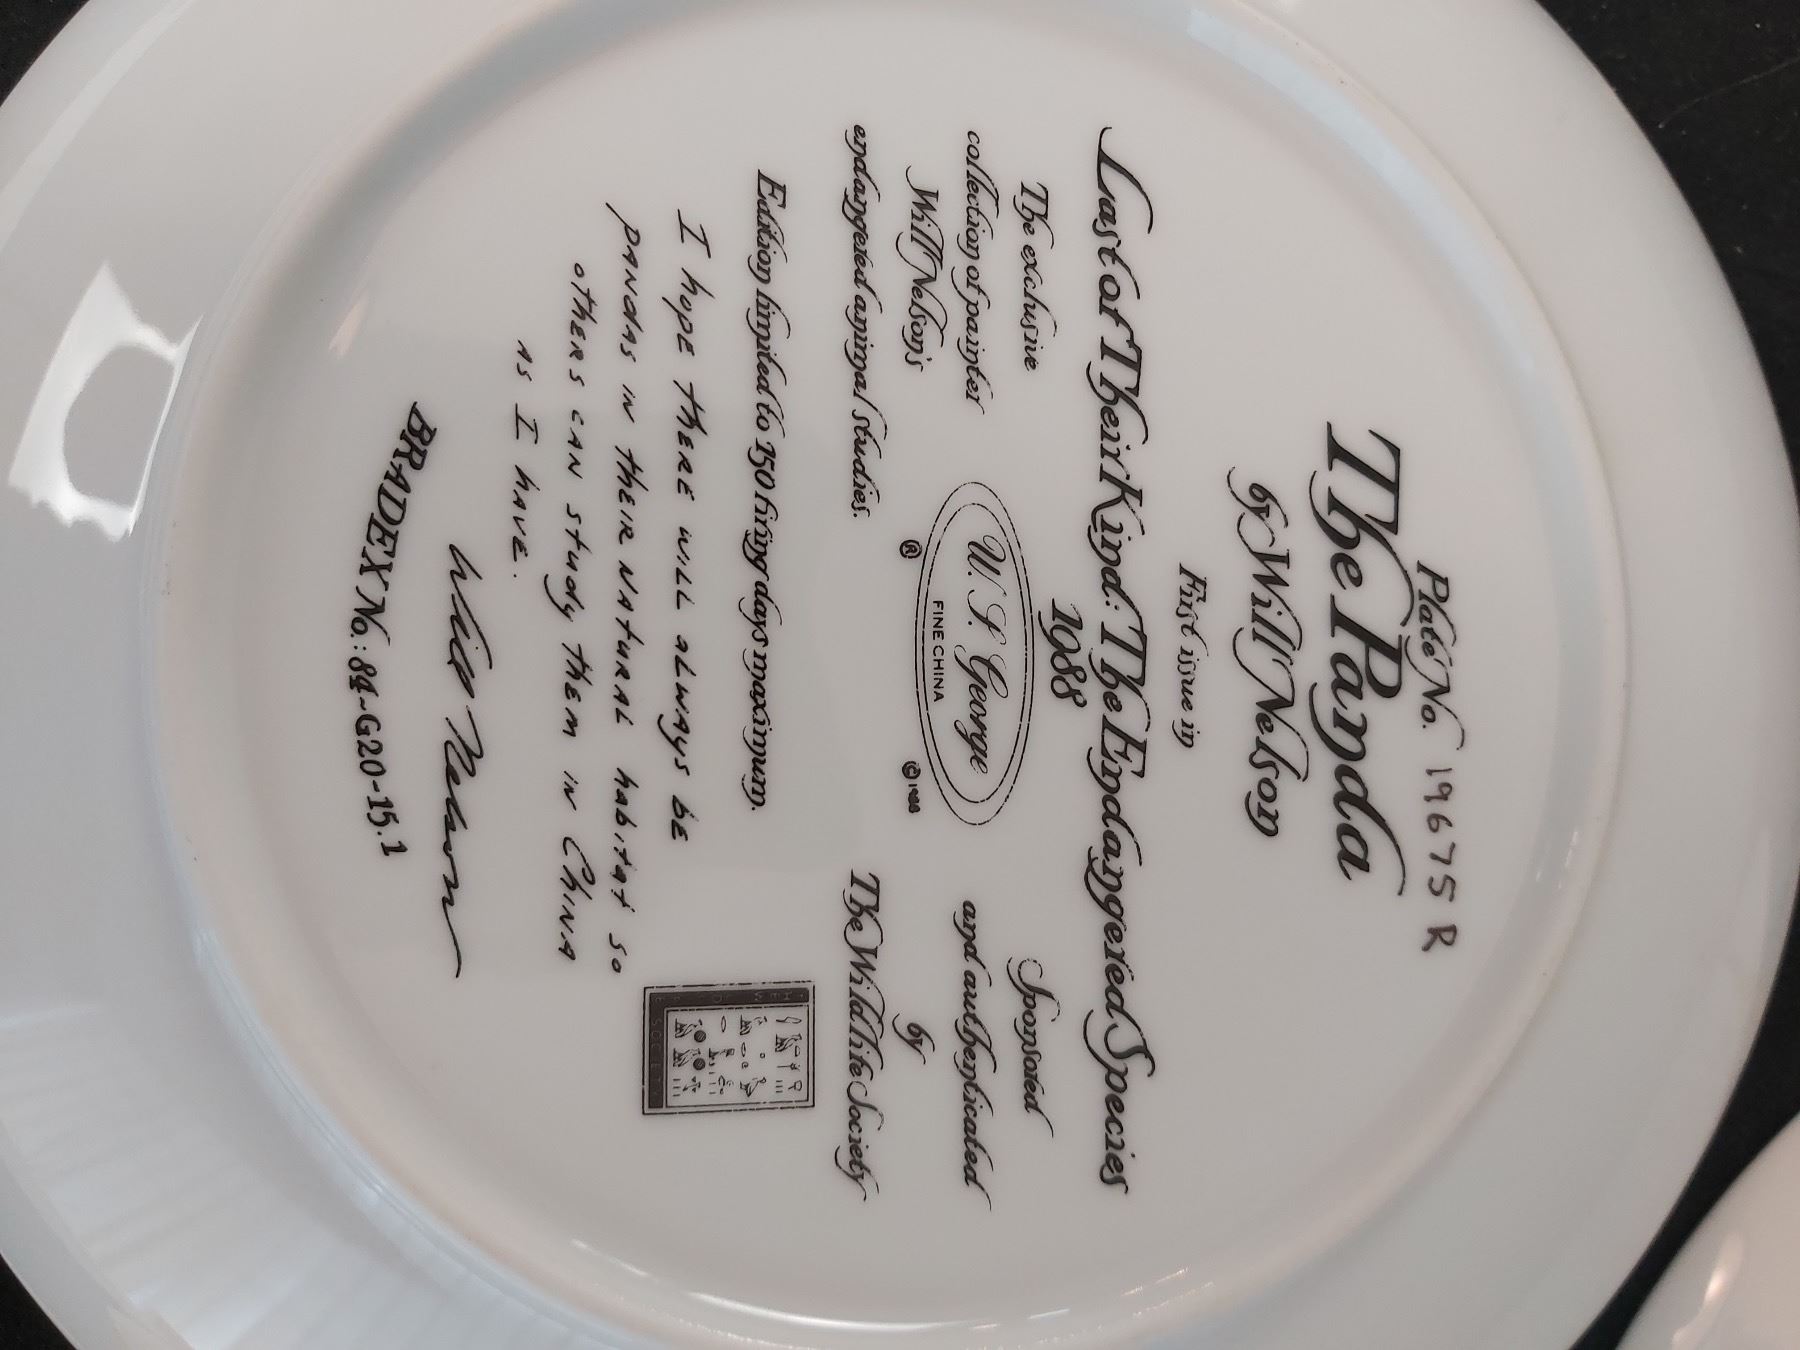 Plate No. 19675 R
The Panda
by Will Nelson
First issue in
Last of Their Kind: The Endangered Species
1988
The exclusive
collection of painter
Will Nelson's
endangered animal studies.
W. S. George
FINE CHINA
® © 1988
Sponsored
and authenticated
by
The Wildlife Society
Edition limited to 150 firing days maximum.
I hope there will always be
pandas in their natural habitat so
others can study them in China
as I have.
Will Nelson
BRADEX No.: 84-G20-15.1